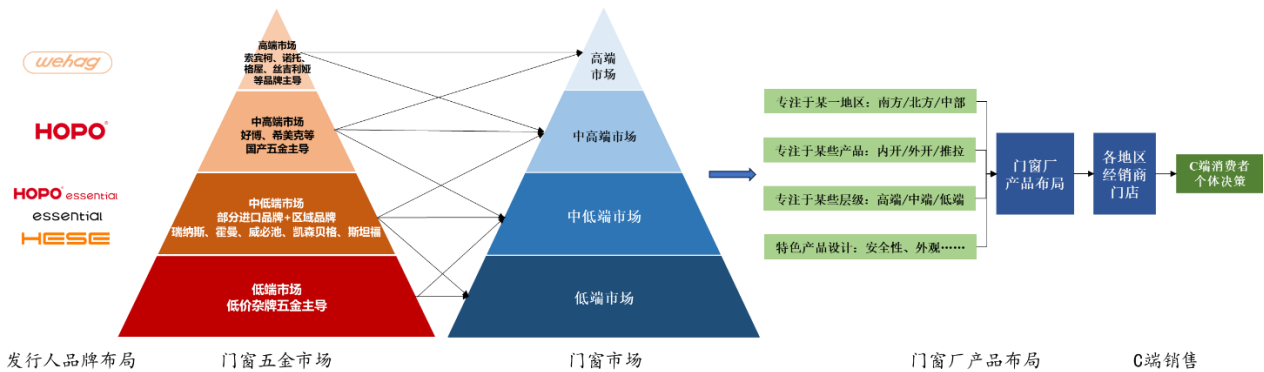 wehag
HOPO
HOPO essential
essential
HESE
发行人品牌布局
高端市场
索宾柯、诺托、
格屋、丝吉利娅
等品牌主导
中高端市场
好博、希美克等
国产五金主导
中低端市场
部分进口品牌+区域品牌
瑞纳斯、霍曼、威必池、凯森贝格、斯坦福
低端市场
低价杂牌五金主导
门窗五金市场
高端
市场
中高端市场
中低端市场
低端市场
门窗市场
专注于某一地区：南方/北方/中部
专注于某些产品：内开/外开/推拉
专注于某些层级：高端/中端/低端
特色产品设计：安全性、外观……
门窗厂
产品布局
门窗厂产品布局
各地区
经销商
门店
C端消费者
个体决策
C端销售